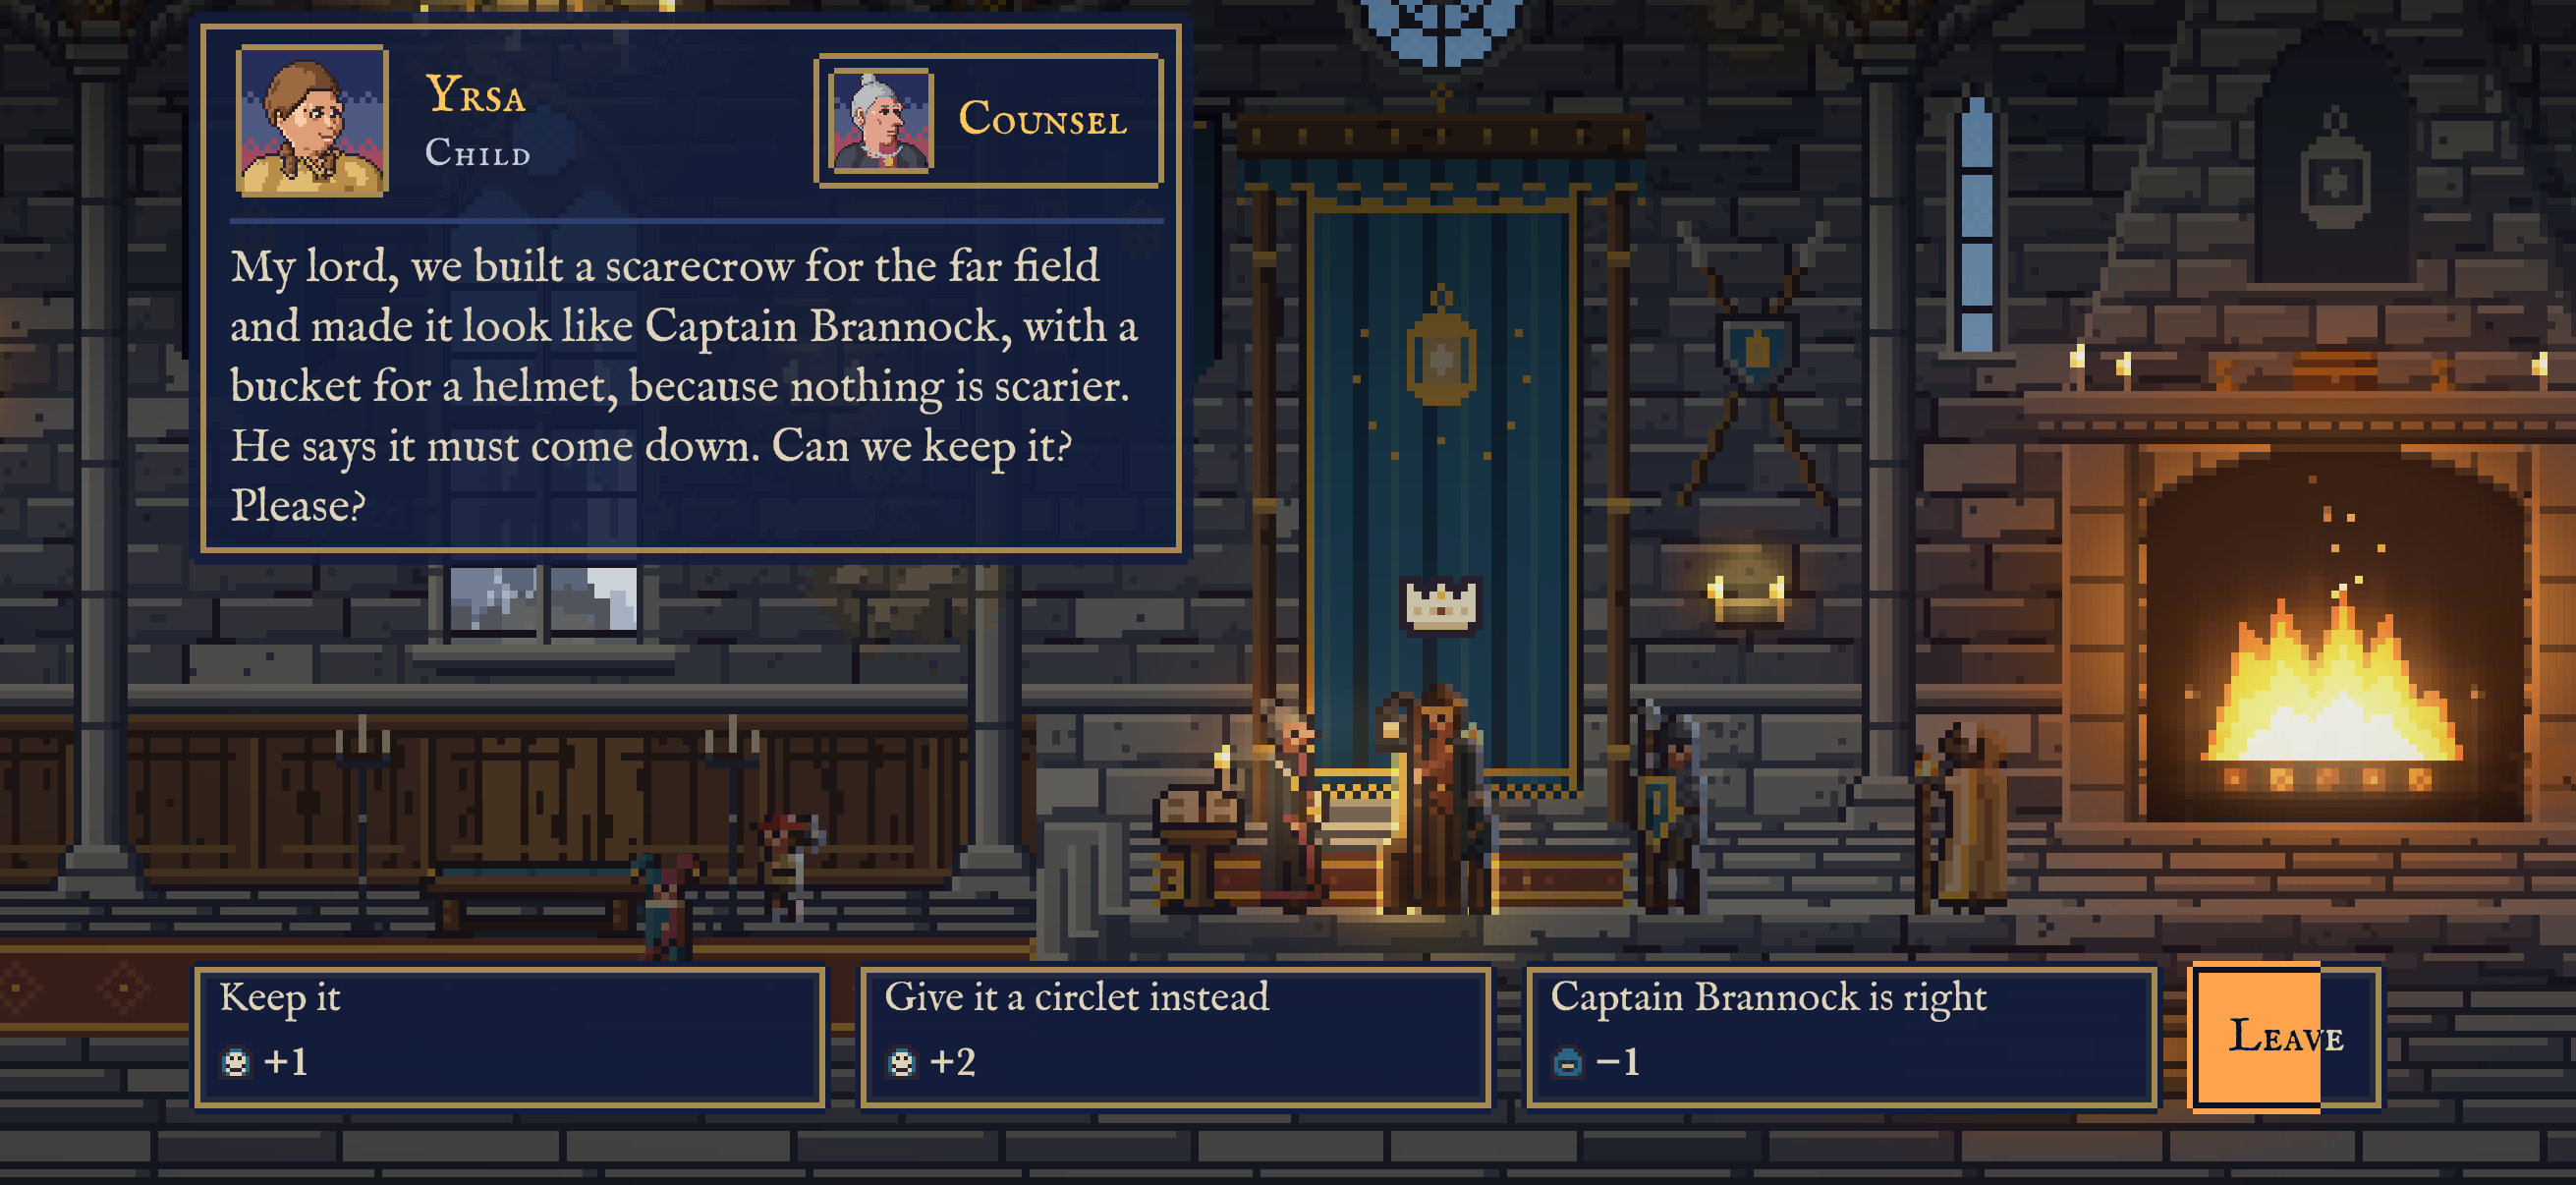 Yrsa
Child
Counsel
My lord, we built a scarecrow for the far field
and made it look like Captain Brannock, with a
bucket for a helmet, because nothing is scarier.
He says it must come down. Can we keep it?
Please?
Keep it
+1
Give it a circlet instead
+2
Captain Brannock is right
−1
Leave